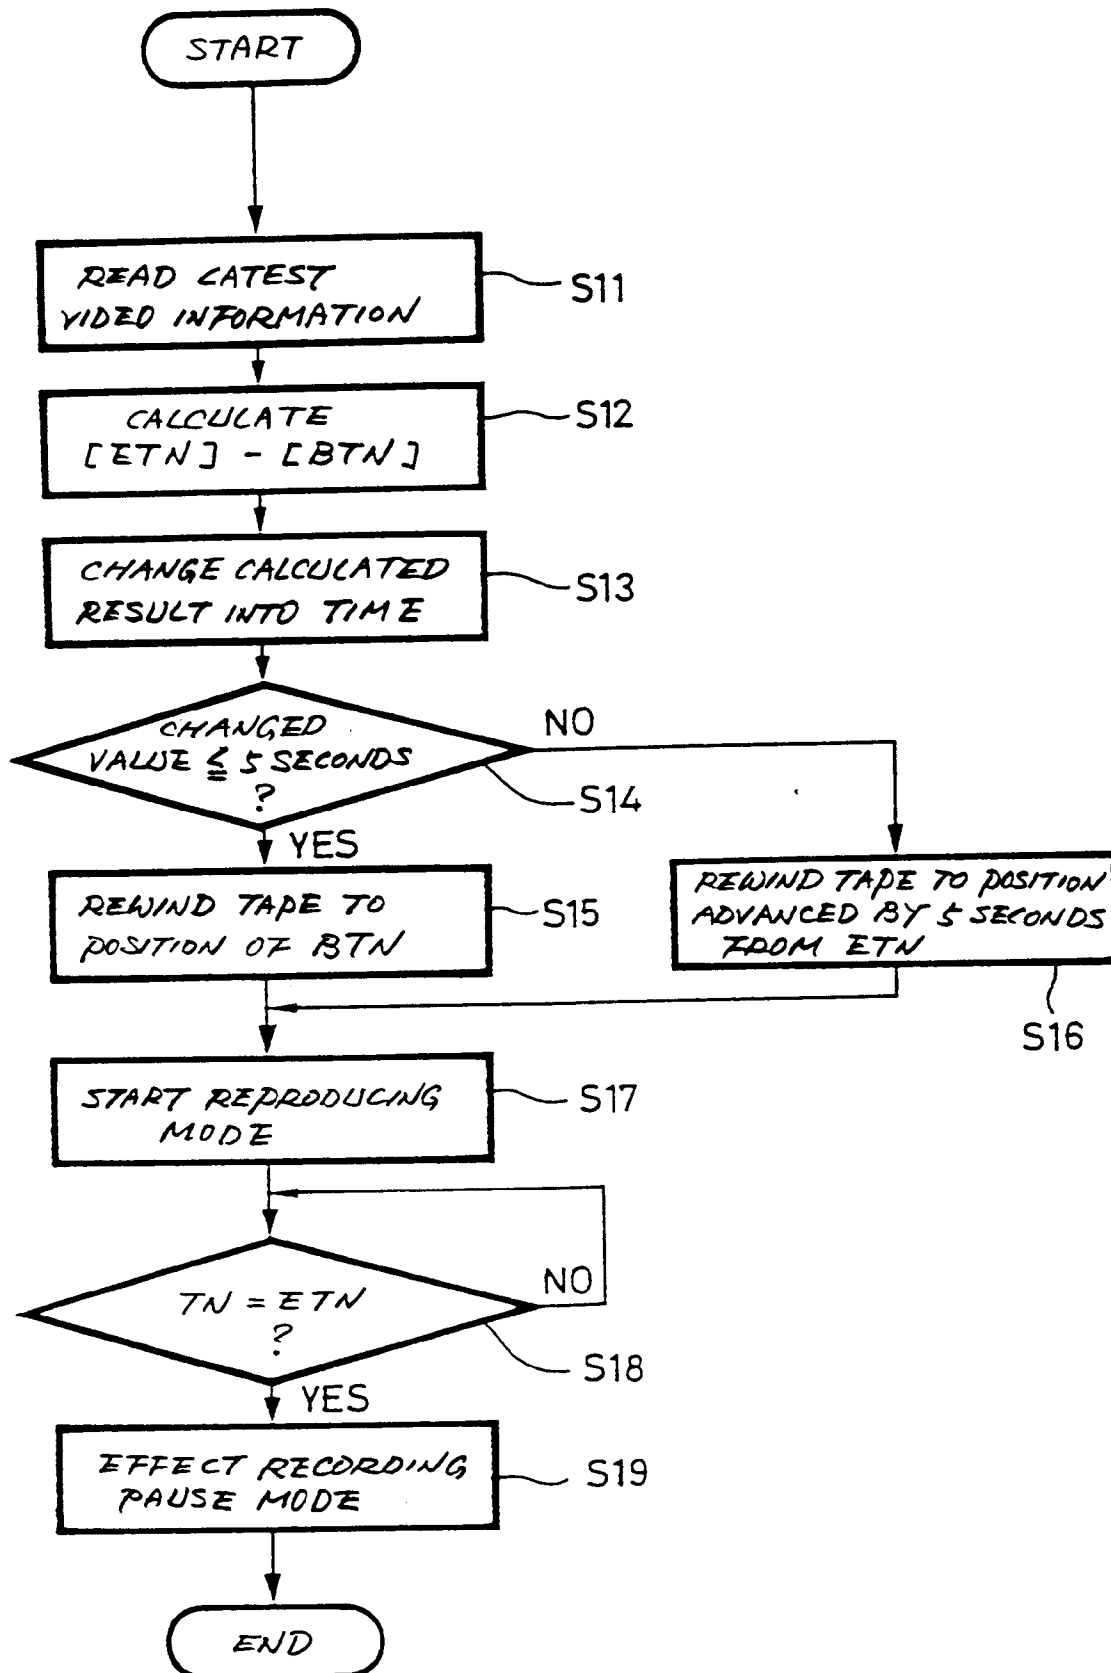 START
READ LATEST
VIDEO INFORMATION
S11
CALCULATE
[ETN] - [BTN]
S12
CHANGE CALCULATED
RESULT INTO TIME
S13
CHANGED
VALUE ≦ 5 SECONDS
?
S14
NO
YES
REWIND TAPE TO
POSITION OF BTN
S15
REWIND TAPE TO POSITION
ADVANCED BY 5 SECONDS
FROM ETN
S16
START REPRODUCING
MODE
S17
TN = ETN
?
NO
S18
YES
EFFECT RECORDING
PAUSE MODE
S19
END